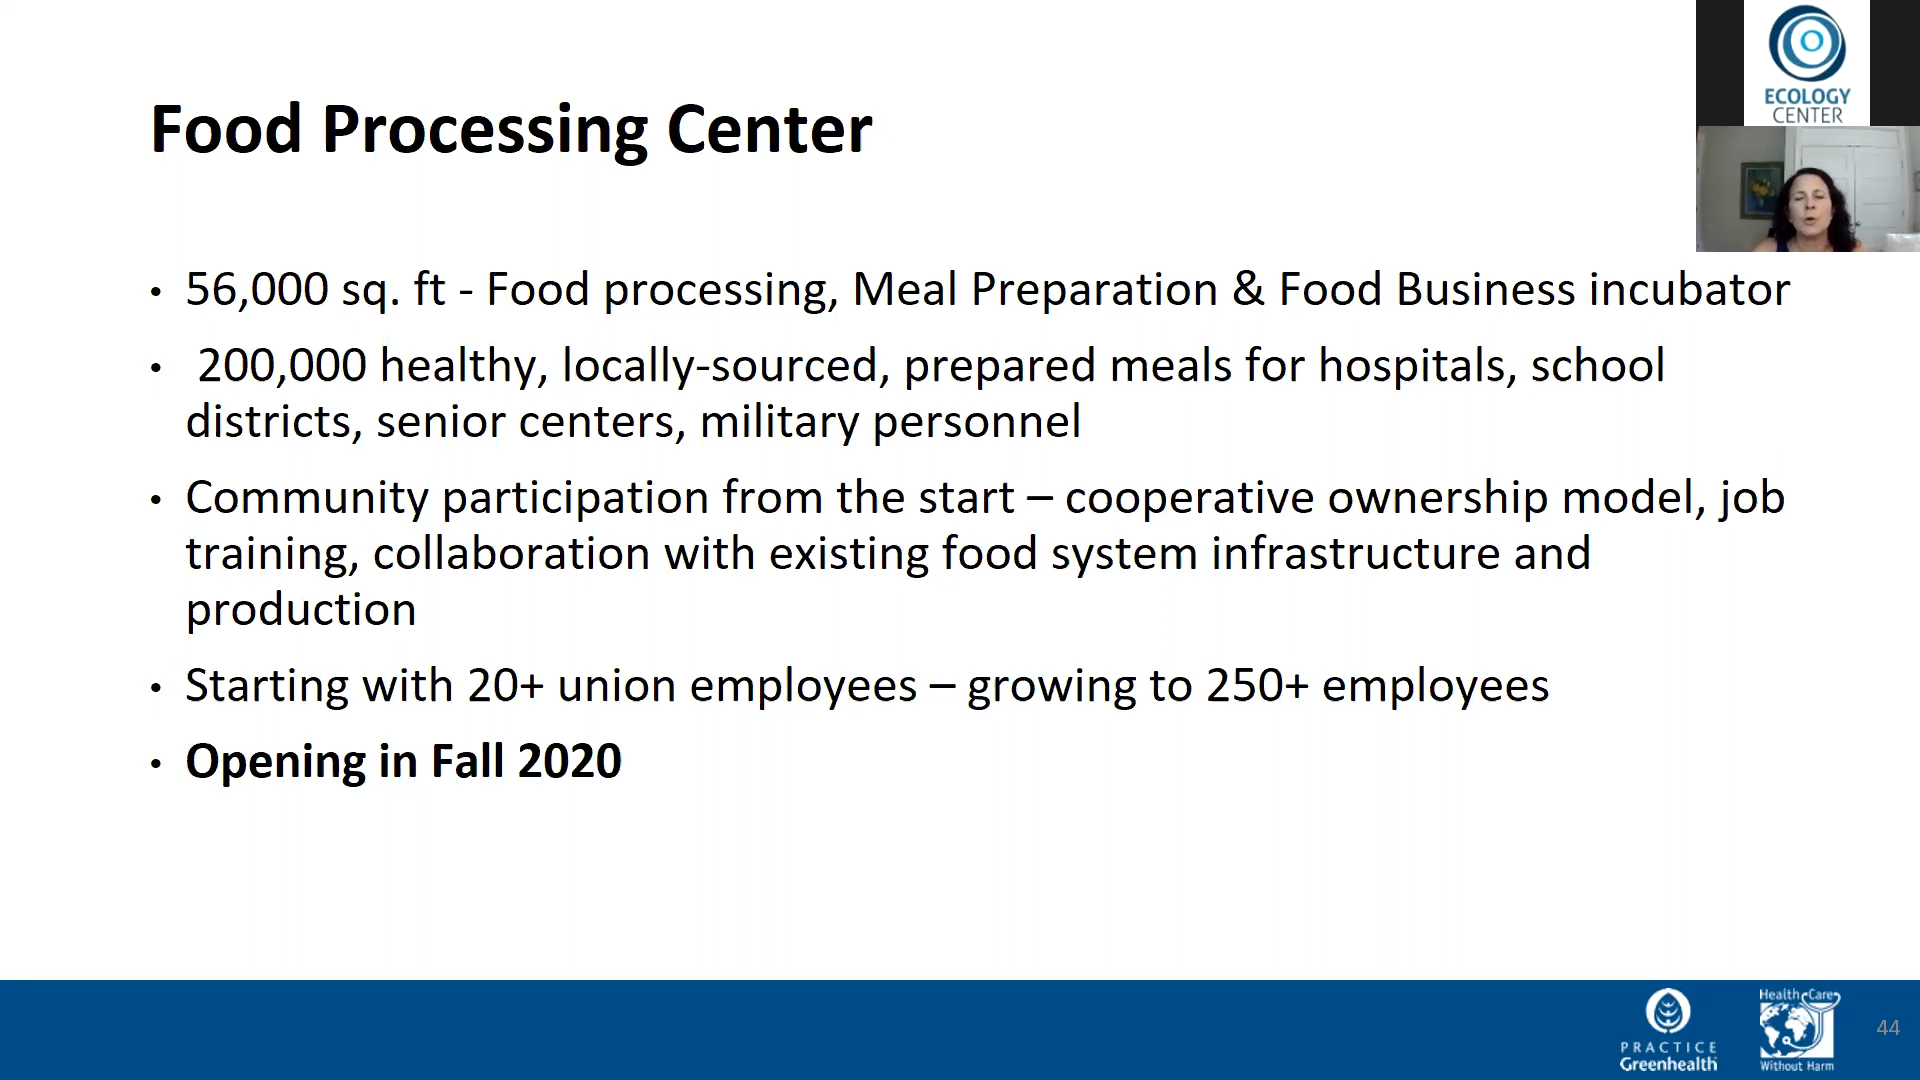 ECOLOGY
CENTER
Food Processing Center
• 56,000 sq. ft - Food processing, Meal Preparation & Food Business incubator
• 200,000 healthy, locally-sourced, prepared meals for hospitals, school
districts, senior centers, military personnel
• Community participation from the start – cooperative ownership model, job
training, collaboration with existing food system infrastructure and
production
• Starting with 20+ union employees – growing to 250+ employees
• Opening in Fall 2020
PRACTICE
Greenhealth
Health Care
Without Harm
44